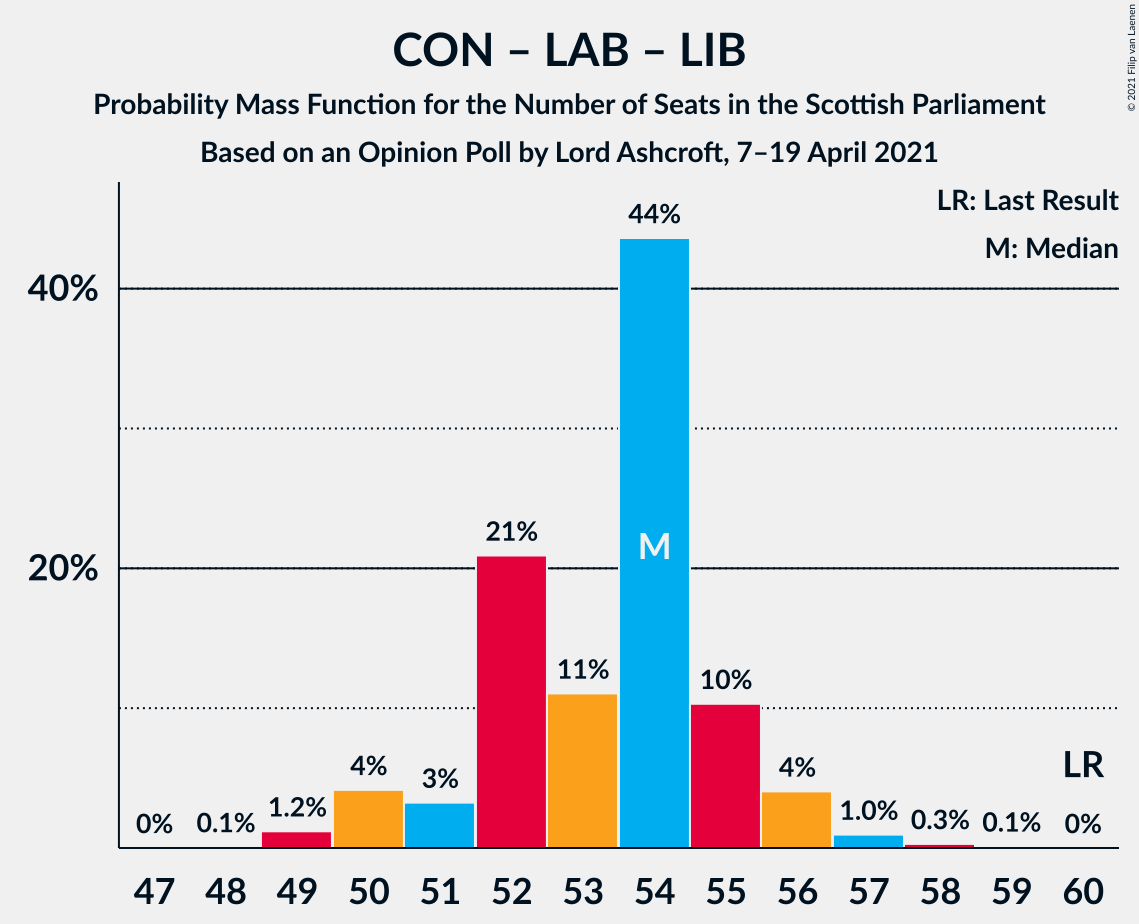 CON – LAB – LIB
Probability Mass Function for the Number of Seats in the Scottish Parliament
Based on an Opinion Poll by Lord Ashcroft, 7–19 April 2021
© 2021 Filip van Laenen
LR: Last Result
M: Median
40%
20%
0%
0.1%
1.2%
4%
3%
21%
11%
44%
M
10%
4%
1.0%
0.3%
0.1%
LR
0%
47 48 49 50 51 52 53 54 55 56 57 58 59 60